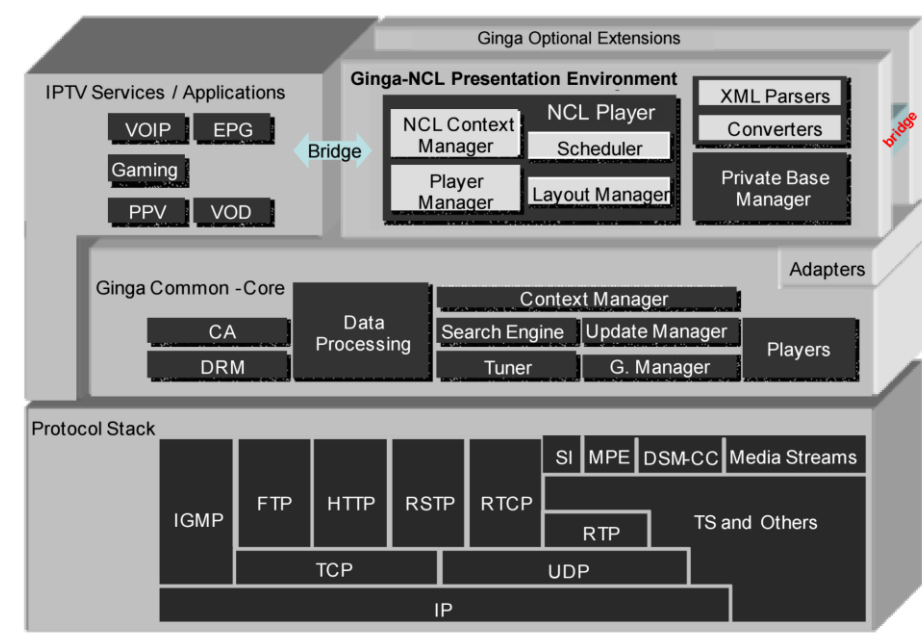 Ginga Optional Extensions
IPTV Services / Applications
VOIP
EPG
Gaming
PPV
VOD
Bridge
Ginga-NCL Presentation Environment
NCL Player
NCL Context
Manager
Scheduler
Player
Manager
Layout Manager
XML Parsers
Converters
Private Base
Manager
bridge
Adapters
Ginga Common -Core
CA
DRM
Data
Processing
Context Manager
Search Engine
Update Manager
Tuner
G. Manager
Players
Protocol Stack
IGMP
FTP
HTTP
RSTP
RTCP
SI
MPE
DSM-CC
Media Streams
RTP
TS and Others
TCP
UDP
IP